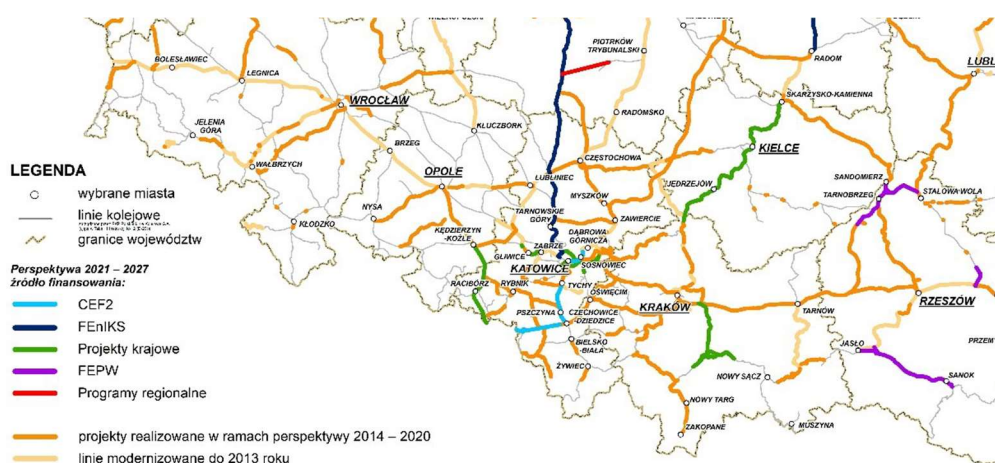 PIOTRKÓW
TRYBUNALSKI
RADOM
BOLESŁAWIEC
LEGNICA
LUBL
WROCŁAW
SKARŻYSKO-KAMIENNA
RADOMSKO
JELENIA
GÓRA
KLUCZBORK
BRZEG
KIELCE
WAŁBRZYCH
CZĘSTOCHOWA
OPOLE
LUBLINIEC
JĘDRZEJÓW
SANDOMIERZ
TARNOBRZEG
STALOWA WOLA
MYSZKÓW
NYSA
TARNOWSKIE
GÓRY
ZAWIERCIE
KŁODZKO
KĘDZIERZYN
-KOŹLE
DĄBROWA
GÓRNICZA
ZABRZE
GLIWICE
KATOWICE
SOSNOWIEC
RACIBÓRZ
RYBNIK
TYCHY
OŚWIĘCIM
KRAKÓW
TARNÓW
RZESZÓW
PSZCZYNA
CZECHOWICE
DZIEDZICE
BIELSKO
-BIAŁA
JASŁO
PRZEM
ŻYWIEC
NOWY SĄCZ
SANOK
NOWY TARG
MUSZYNA
ZAKOPANE
LEGENDA
wybrane miasta
linie kolejowe
granice województw
Perspektywa 2021 – 2027
źródło finansowania:
CEF2
FEnIKS
Projekty krajowe
FEPW
Programy regionalne
projekty realizowane w ramach perspektywy 2014 – 2020
linie modernizowane do 2013 roku